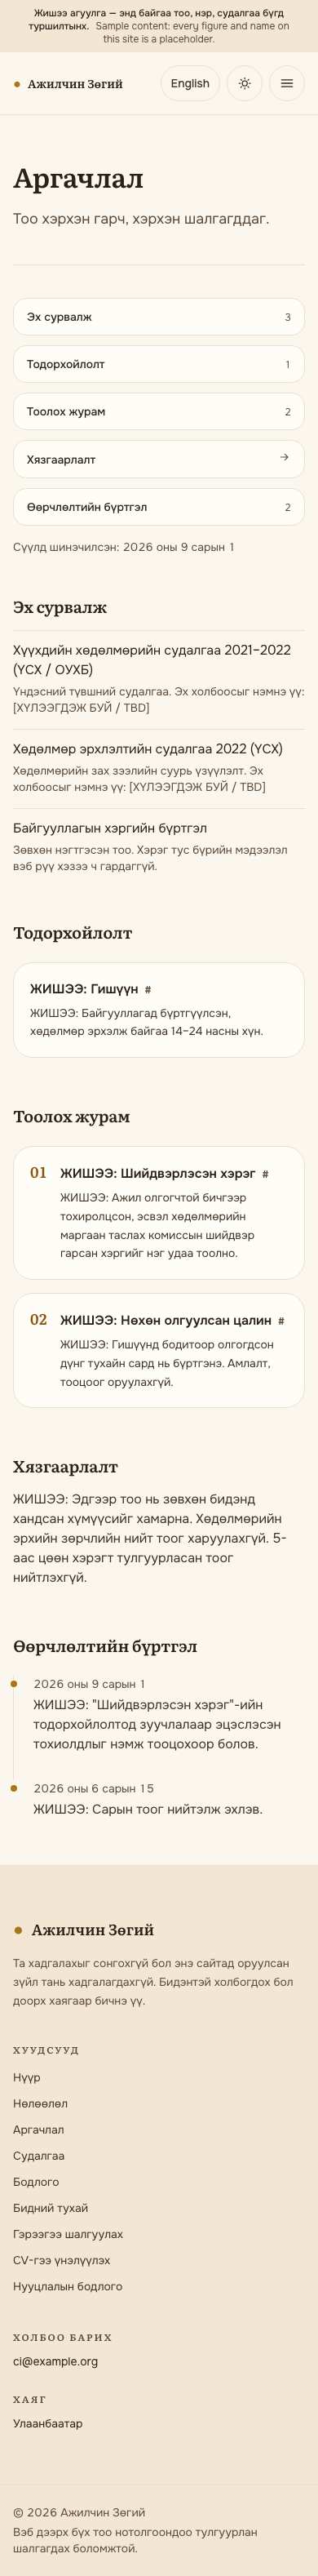 Жишээ агуулга — энд байгаа тоо, нэр, судалгаа бүгд
туршилтынх. Sample content: every figure and name on
this site is a placeholder.
Ажилчин Зөгий
English
Аргачлал
Тоо хэрхэн гарч, хэрхэн шалгагддаг.
Эх сурвалж 3
Тодорхойлолт 1
Тоолох журам 2
Хязгаарлалт →
Өөрчлөлтийн бүртгэл 2
Сүүлд шинэчилсэн: 2026 оны 9 сарын 1
Эх сурвалж
Хүүхдийн хөдөлмөрийн судалгаа 2021–2022
(ҮСХ / ОУХБ)
Үндэсний түвшний судалгаа. Эх холбоосыг нэмнэ үү:
[ХҮЛЭЭГДЭЖ БУЙ / TBD]
Хөдөлмөр эрхлэлтийн судалгаа 2022 (ҮСХ)
Хөдөлмөрийн зах зээлийн суурь үзүүлэлт. Эх
холбоосыг нэмнэ үү: [ХҮЛЭЭГДЭЖ БУЙ / TBD]
Байгууллагын хэргийн бүртгэл
Зөвхөн нэгтгэсэн тоо. Хэрэг тус бүрийн мэдээлэл
вэб рүү хэзээ ч гардаггүй.
Тодорхойлолт
ЖИШЭЭ: Гишүүн #
ЖИШЭЭ: Байгууллагад бүртгүүлсэн,
хөдөлмөр эрхэлж байгаа 14–24 насны хүн.
Тоолох журам
01 ЖИШЭЭ: Шийдвэрлэсэн хэрэг #
ЖИШЭЭ: Ажил олгогчтой бичгээр
тохиролцсон, эсвэл хөдөлмөрийн
маргаан таслах комиссын шийдвэр
гарсан хэргийг нэг удаа тоолно.
02 ЖИШЭЭ: Нөхөн олгуулсан цалин #
ЖИШЭЭ: Гишүүнд бодитоор олгогдсон
дүнг тухайн сард нь бүртгэнэ. Амлалт,
тооцоог оруулахгүй.
Хязгаарлалт
ЖИШЭЭ: Эдгээр тоо нь зөвхөн бидэнд
хандсан хүмүүсийг хамарна. Хөдөлмөрийн
эрхийн зөрчлийн нийт тоог харуулахгүй. 5-
аас цөөн хэрэгт тулгуурласан тоог
нийтлэхгүй.
Өөрчлөлтийн бүртгэл
2026 оны 9 сарын 1
ЖИШЭЭ: "Шийдвэрлэсэн хэрэг"-ийн
тодорхойлолтод зуучлалаар эцэслэсэн
тохиолдлыг нэмж тооцохоор болов.
2026 оны 6 сарын 15
ЖИШЭЭ: Сарын тоог нийтэлж эхлэв.
Ажилчин Зөгий
Та хадгалахыг сонгохгүй бол энэ сайтад оруулсан
зүйл тань хадгалагдахгүй. Бидэнтэй холбогдох бол
доорх хаягаар бичнэ үү.
ХУУДСУУД
Нүүр
Нөлөөлөл
Аргачлал
Судалгаа
Бодлого
Бидний тухай
Гэрээгээ шалгуулах
CV-гээ үнэлүүлэх
Нууцлалын бодлого
ХОЛБОО БАРИХ
ci@example.org
ХАЯГ
Улаанбаатар
© 2026 Ажилчин Зөгий
Вэб дээрх бүх тоо нотолгоондоо тулгуурлан
шалгагдах боломжтой.